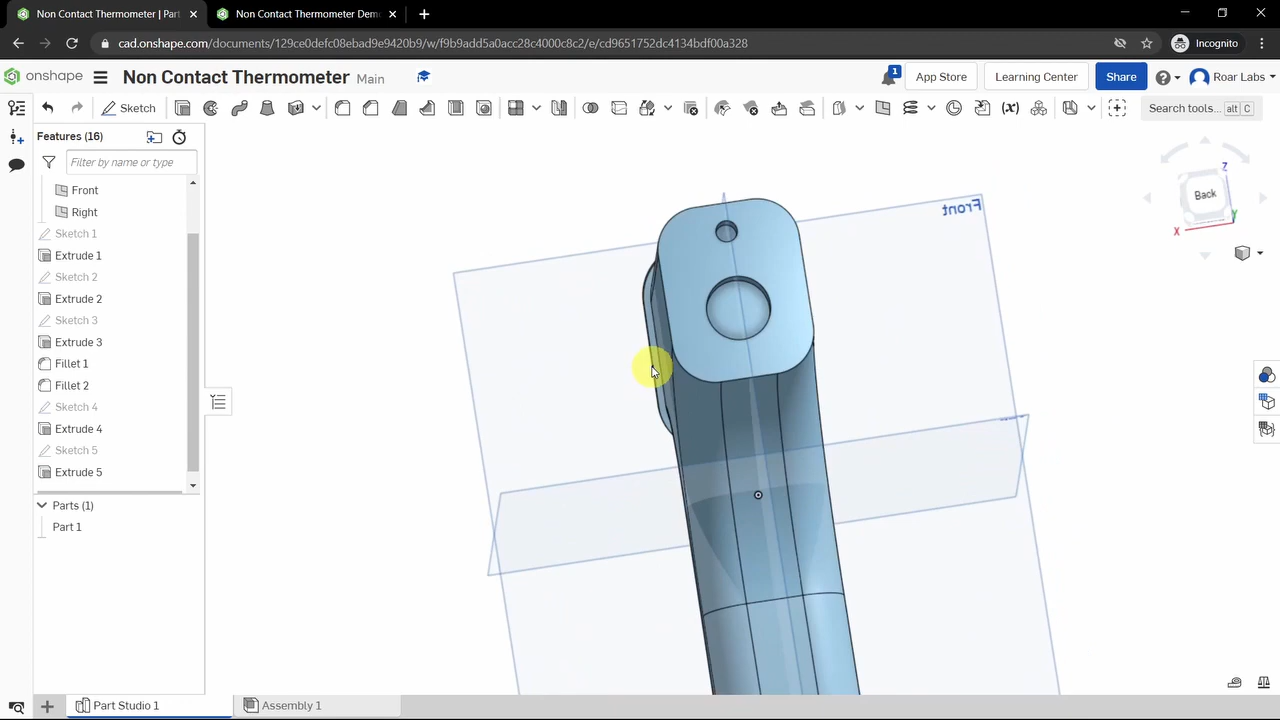 Non Contact Thermometer | Part
Non Contact Thermometer Dem
cad.onshape.com/documents/129ce0defc08ebad9e9420b9/w/f9b9add5a0acc28c4000c8c2/e/cd9651752dc4134bdf00a328
Incognito
onshape
Non Contact Thermometer Main
1
App Store
Learning Center
Share
Roar Labs
Sketch
Search tools... alt C
Features (16)
Filter by name or type
Front
Right
Sketch 1
Extrude 1
Sketch 2
Extrude 2
Sketch 3
Extrude 3
Fillet 1
Fillet 2
Sketch 4
Extrude 4
Sketch 5
Extrude 5
Parts (1)
Part 1
Front
Z
Back
X
Y
Part Studio 1
Assembly 1